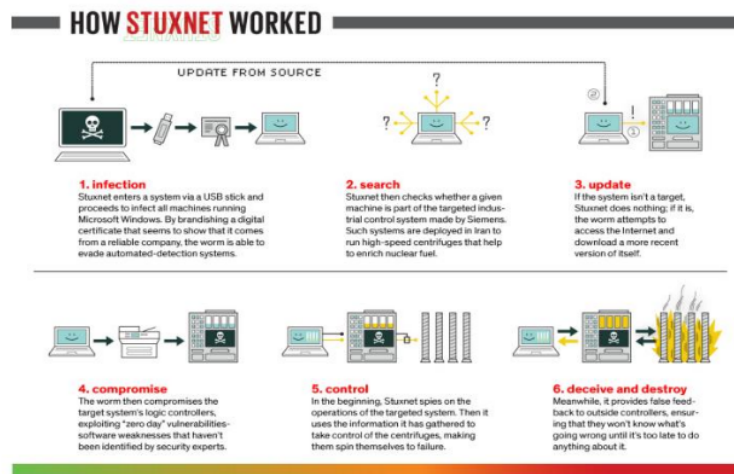 HOW STUXNET WORKED
UPDATE FROM SOURCE
? ? ?
2 ! 1
1. infection
Stuxnet enters a system via a USB stick and
proceeds to infect all machines running
Microsoft Windows. By brandishing a digital
certificate that seems to show that it comes
from a reliable company, the worm is able to
evade automated-detection systems.
2. search
Stuxnet then checks whether a given
machine is part of the targeted indus-
trial control system made by Siemens.
Such systems are deployed in Iran to
run high-speed centrifuges that help
to enrich nuclear fuel.
3. update
If the system isn't a target,
Stuxnet does nothing; if it is,
the worm attempts to
access the Internet and
download a more recent
version of itself.
4. compromise
The worm then compromises the
target system's logic controllers,
exploiting "zero day" vulnerabilities-
software weaknesses that haven't
been identified by security experts.
5. control
In the beginning, Stuxnet spies on the
operations of the targeted system. Then it
uses the information it has gathered to
take control of the centrifuges, making
them spin themselves to failure.
6. deceive and destroy
Meanwhile, it provides false feed-
back to outside controllers, ensur-
ing that they won't know what's
going wrong until it's too late to do
anything about it.